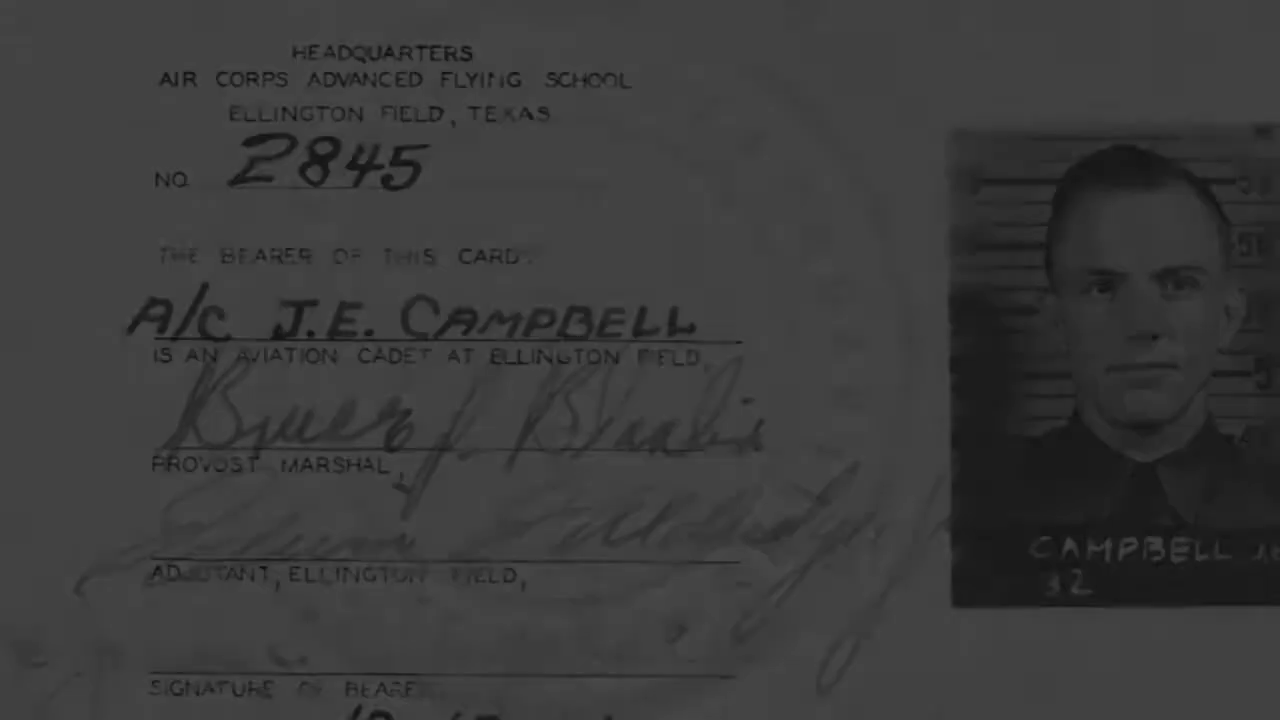 HEADQUARTERS
AIR CORPS ADVANCED FLYING SCHOOL
ELLINGTON FIELD, TEXAS
NO. 2845
THE BEARER OF THIS CARD
A/C J.E. CAMPBELL
IS AN AVIATION CADET AT ELLINGTON FIELD,
PROVOST MARSHAL,
ADJUTANT, ELLINGTON FIELD,
SIGNATURE OF BEARER
CAMPBELL
32